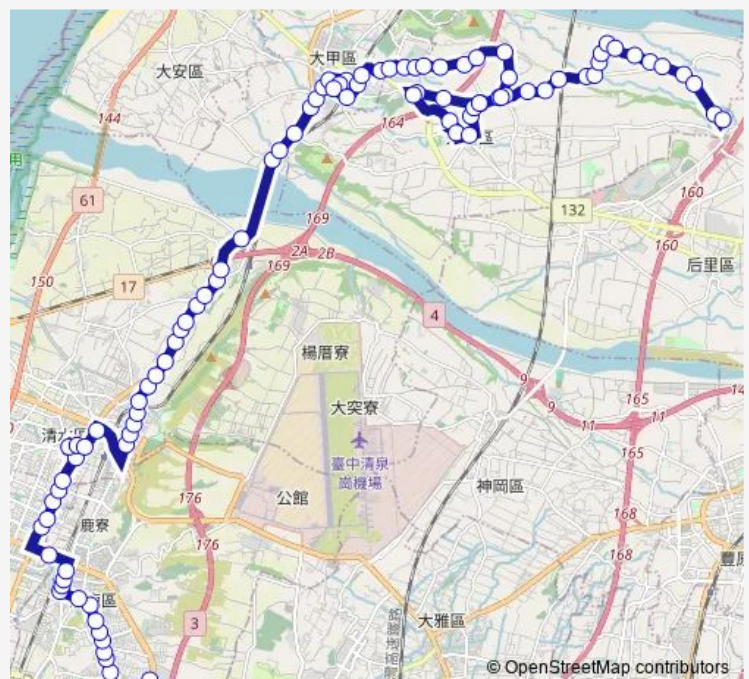 大甲區
大安區
144
164
區
61
169
132
160
160
2A
2B
169
后里區
150
17
4
楊厝寮
9
9
11
11
14
165
165
大突寮
清水區
臺中清泉
崗機場
神岡區
公館
176
鹿寮
176
168
168
豐原
區
大雅區
3
© OpenStreetMap contributors